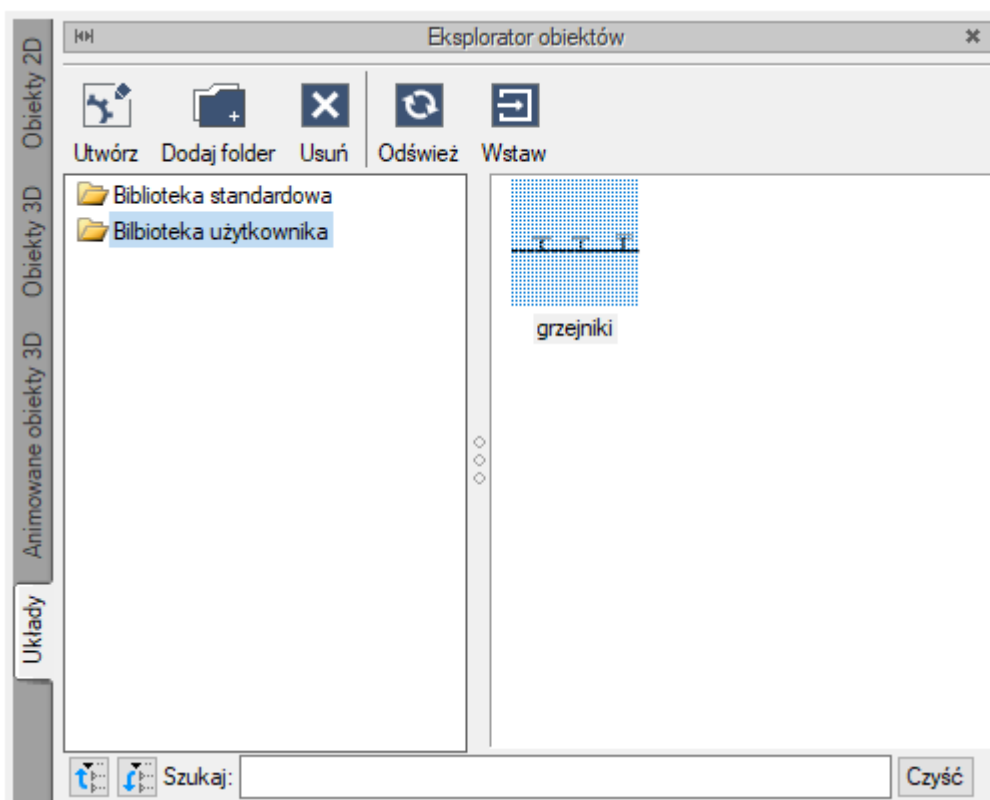 Eksplorator obiektów
Obiekty 2D
Obiekty 3D
Animowane obiekty 3D
Układy
Utwórz Dodaj folder Usuń Odśwież Wstaw
Biblioteka standardowa
Bilbioteka użytkownika
grzejniki
Szukaj: Czyść